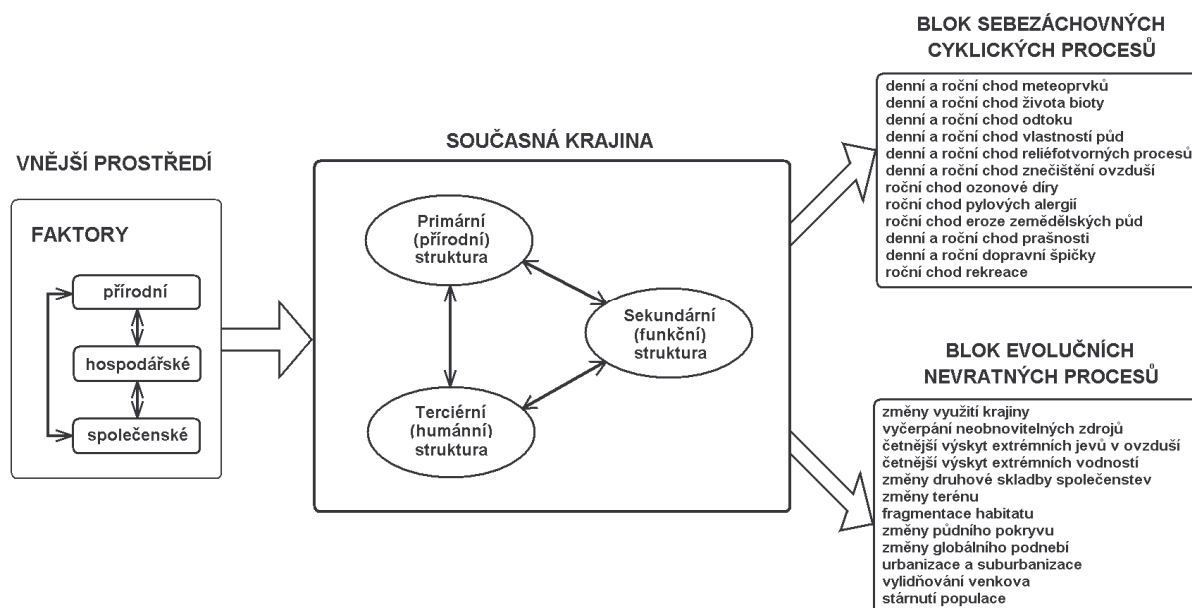 VNĚJŠÍ PROSTŘEDÍ
FAKTORY
přírodní
hospodářské
společenské
SOUČASNÁ KRAJINA
Primární
(přírodní)
struktura
Sekundární
(funkční)
struktura
Terciérní
(humánní)
struktura
BLOK SEBEZÁCHOVNÝCH
CYKLICKÝCH PROCESŮ
denní a roční chod meteoprvků
denní a roční chod života bioty
denní a roční chod odtoku
denní a roční chod vlastností půd
denní a roční chod reliéfotvorných procesů
denní a roční chod znečištění ovzduší
roční chod ozonové díry
roční chod pylových alergií
roční chod eroze zemědělských půd
denní a roční chod prašnosti
denní a roční dopravní špičky
roční chod rekreace
BLOK EVOLUČNÍCH
NEVRATNÝCH PROCESŮ
změny využití krajiny
vyčerpání neobnovitelných zdrojů
četnější výskyt extrémních jevů v ovzduší
četnější výskyt extrémních vodností
změny druhové skladby společenstev
změny terénu
fragmentace habitatu
změny půdního pokryvu
změny globálního podnebí
urbanizace a suburbanizace
vylidňování venkova
stárnutí populace